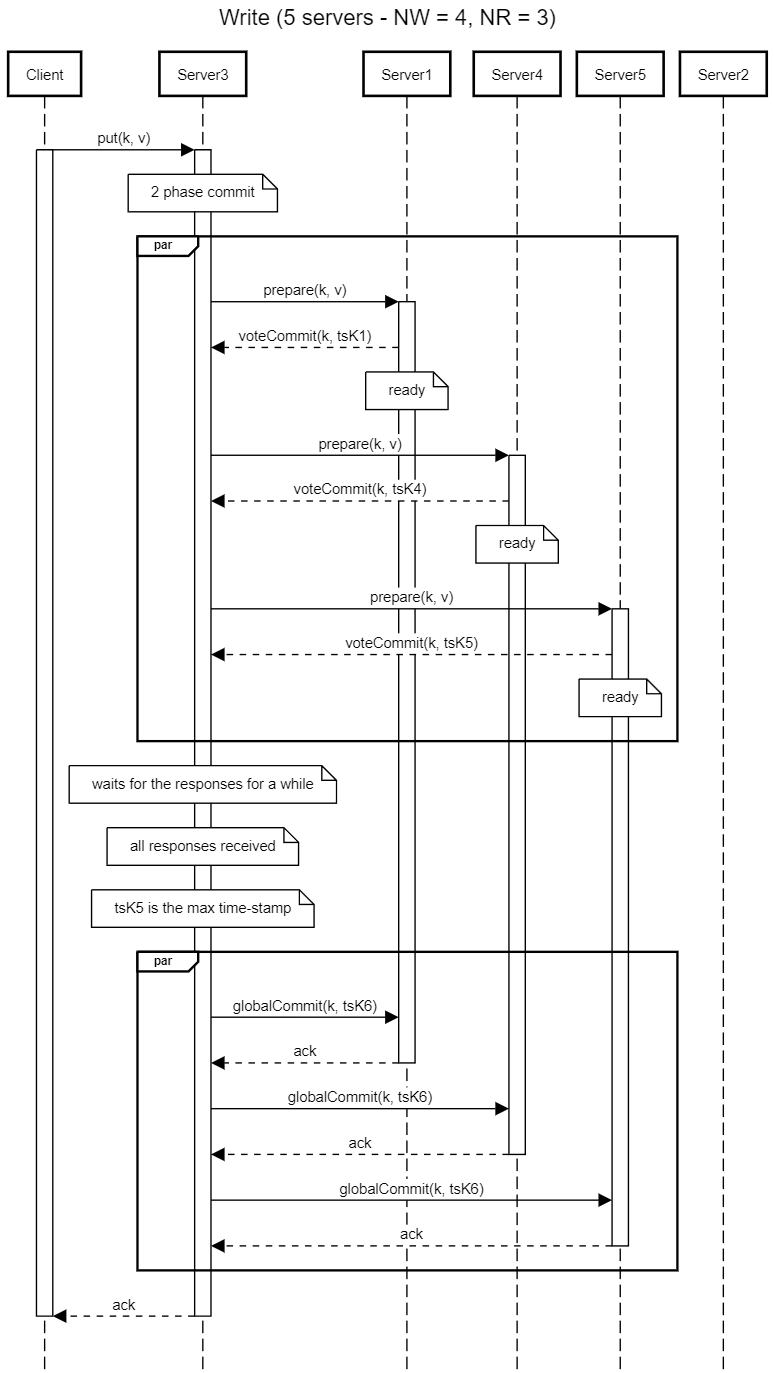 Write (5 servers - NW = 4, NR = 3)
Client
Server3
Server1
Server4
Server5
Server2
put(k, v)
2 phase commit
par
prepare(k, v)
voteCommit(k, tsK1)
ready
prepare(k, v)
voteCommit(k, tsK4)
ready
prepare(k, v)
voteCommit(k, tsK5)
ready
waits for the responses for a while
all responses received
tsK5 is the max time-stamp
par
globalCommit(k, tsK6)
ack
globalCommit(k, tsK6)
ack
globalCommit(k, tsK6)
ack
ack